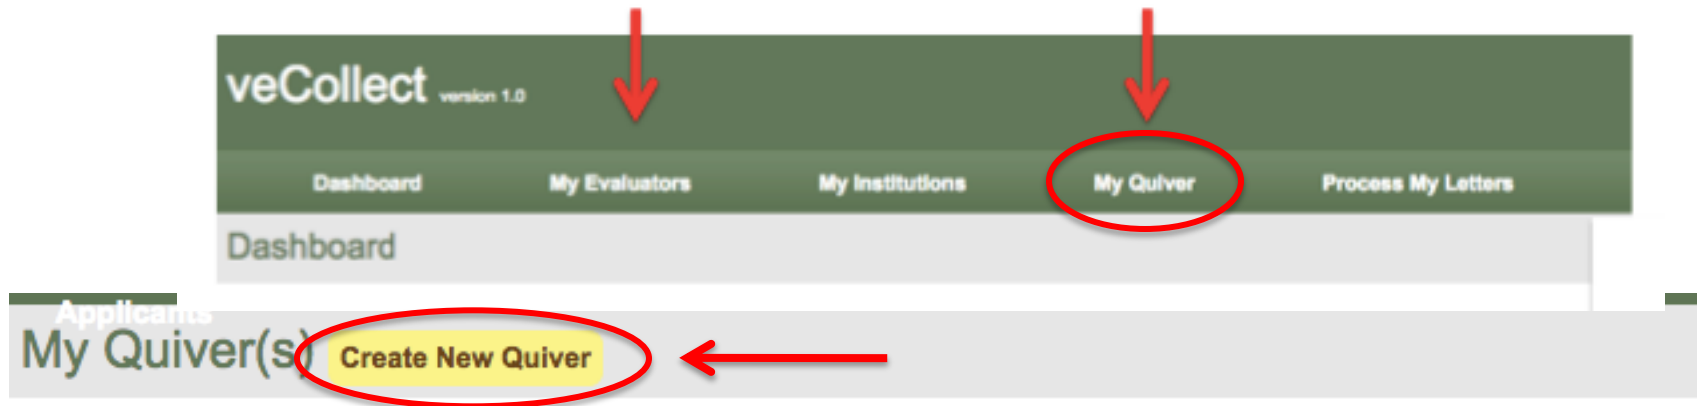 veCollect version 1.0
Dashboard My Evaluators My Institutions My Quiver Process My Letters
Dashboard
Applicants
My Quiver(s) Create New Quiver